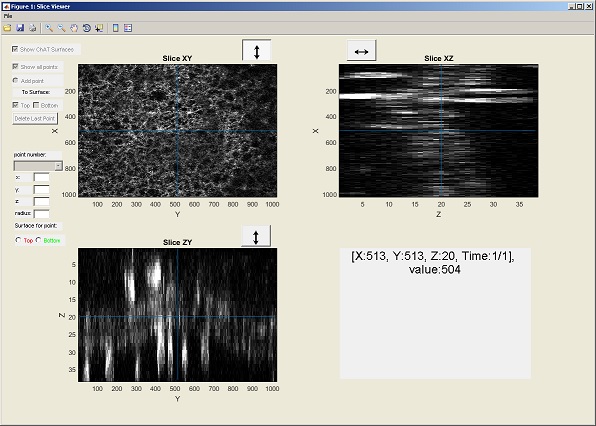 Figure 1: Slice Viewer
File
Show ChAT Surfaces
Show all points
Add point
To Surface:
Top Bottom
Delete Last Point
point number:
x:
y:
z:
radius:
Surface for point:
Top Bottom
Slice XY
200
400
600
800
1000
X
100 200 300 400 500 600 700 800 900 1000
Y
Slice XZ
200
400
600
800
1000
X
5 10 15 20 25 30 35
Z
Slice ZY
5
10
15
20
25
30
35
Z
100 200 300 400 500 600 700 800 900 1000
Y
[X:513, Y:513, Z:20, Time:1/1],
value:504